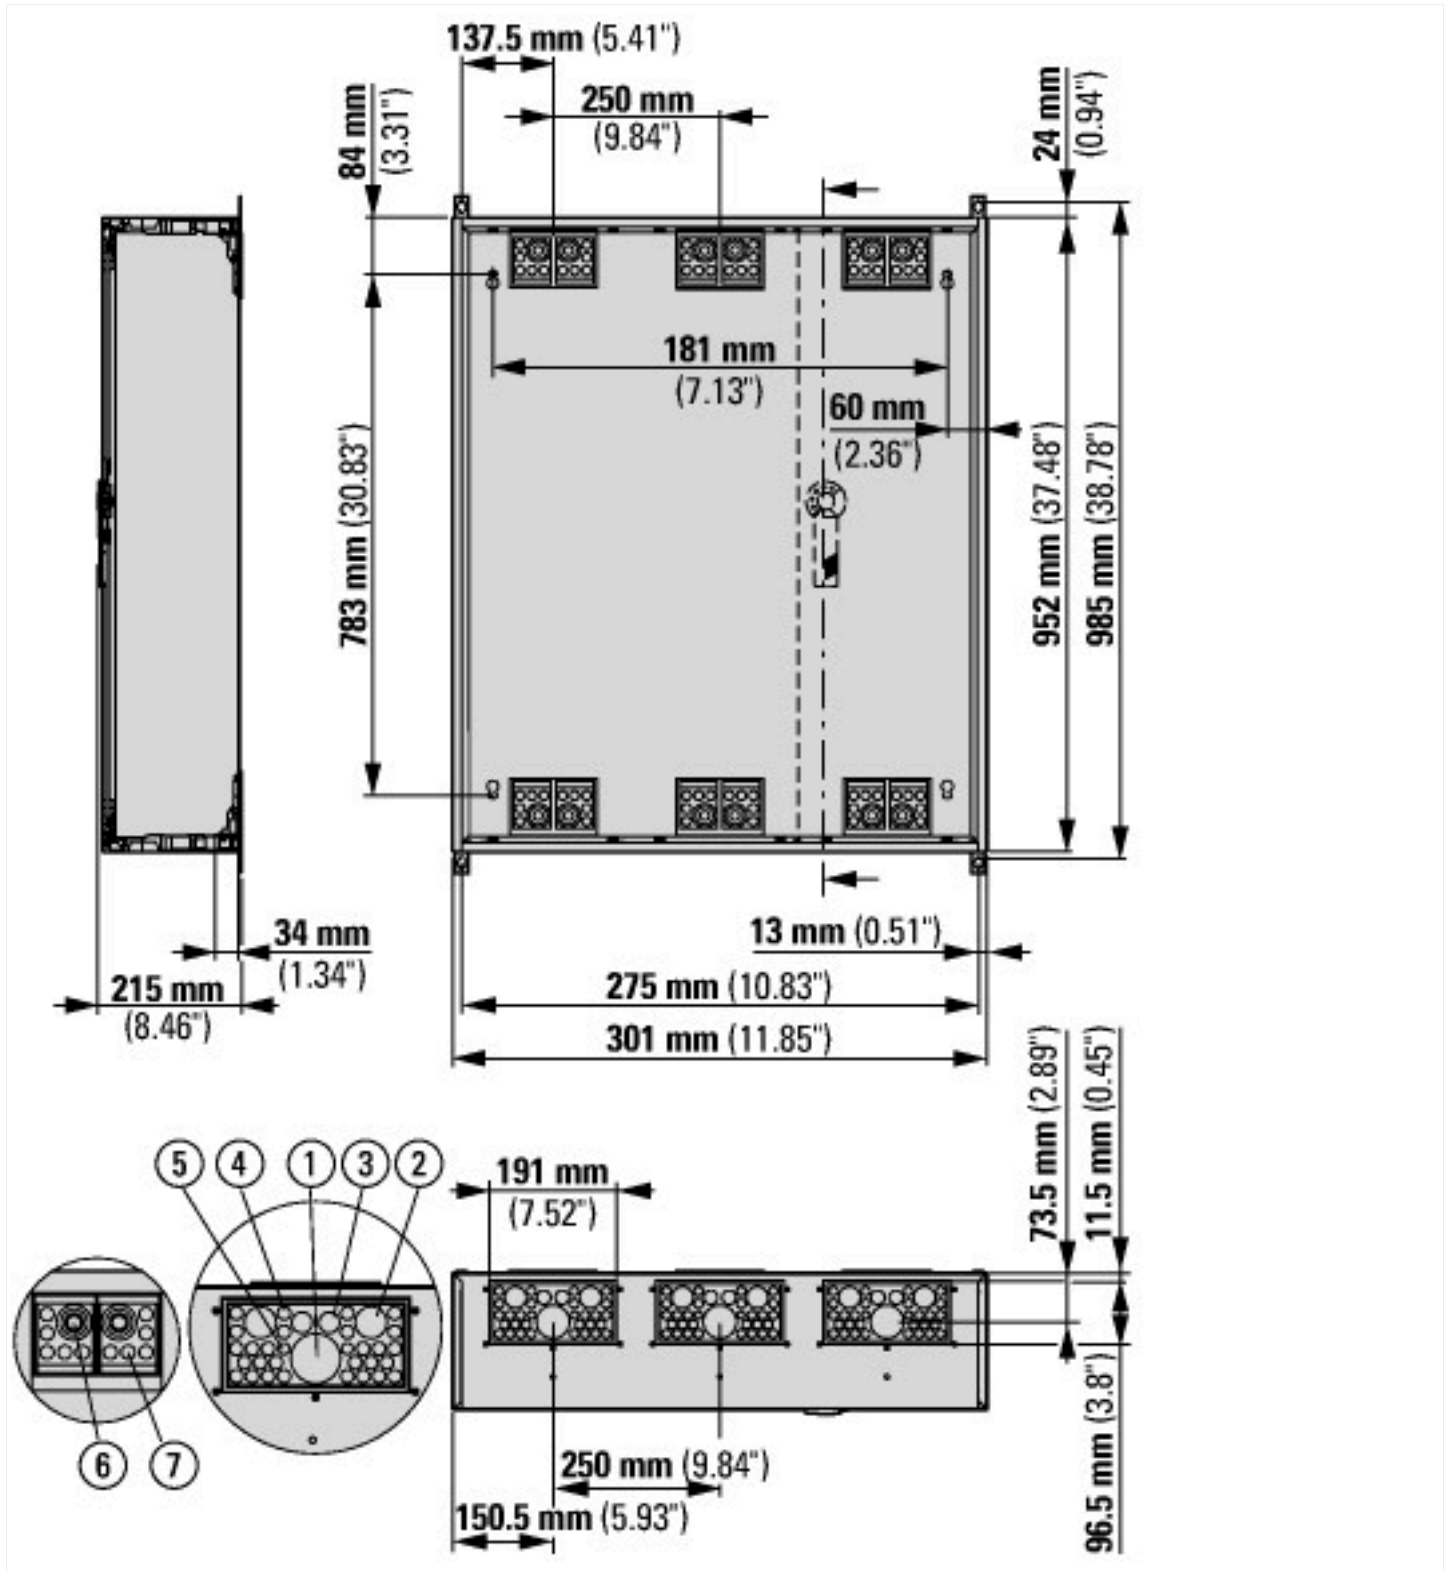 137.5 mm (5.41")
250 mm
(9.84")
84 mm
(3.31")
24 mm
(0.94")
181 mm
(7.13")
60 mm
(2.36")
783 mm (30.83")
952 mm (37.48")
985 mm (38.78")
34 mm
(1.34")
215 mm
(8.46")
13 mm (0.51")
275 mm (10.83")
301 mm (11.85")
73.5 mm (2.89")
11.5 mm (0.45")
5 4 1 3 2
191 mm
(7.52")
6 7
250 mm (9.84")
150.5 mm (5.93")
96.5 mm (3.8")